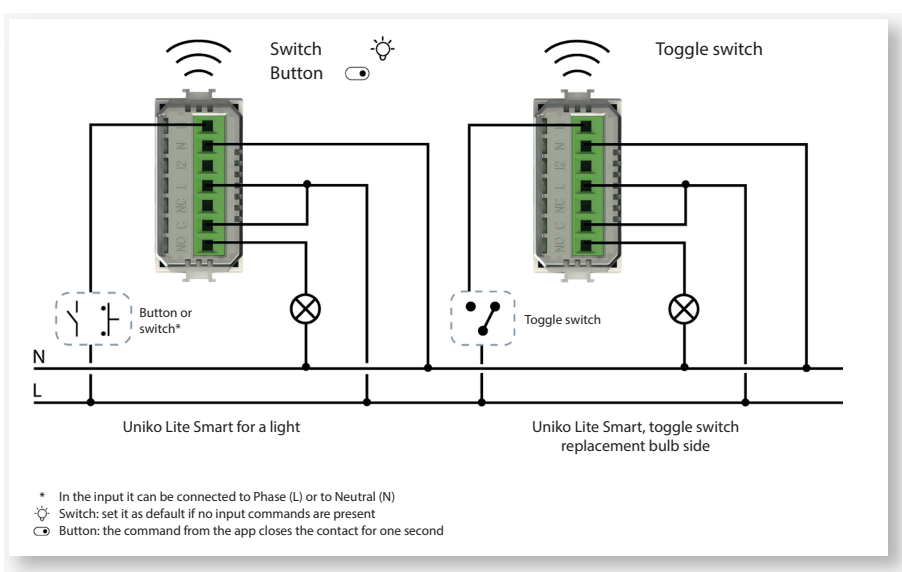 Switch
Button
Toggle switch
I
N
I2
L
NC
C
NO
N
I2
L
NC
C
NO
Button or
switch*
Toggle switch
N
L
Uniko Lite Smart for a light
Uniko Lite Smart, toggle switch
replacement bulb side
* In the input it can be connected to Phase (L) or to Neutral (N)
Switch: set it as default if no input commands are present
Button: the command from the app closes the contact for one second